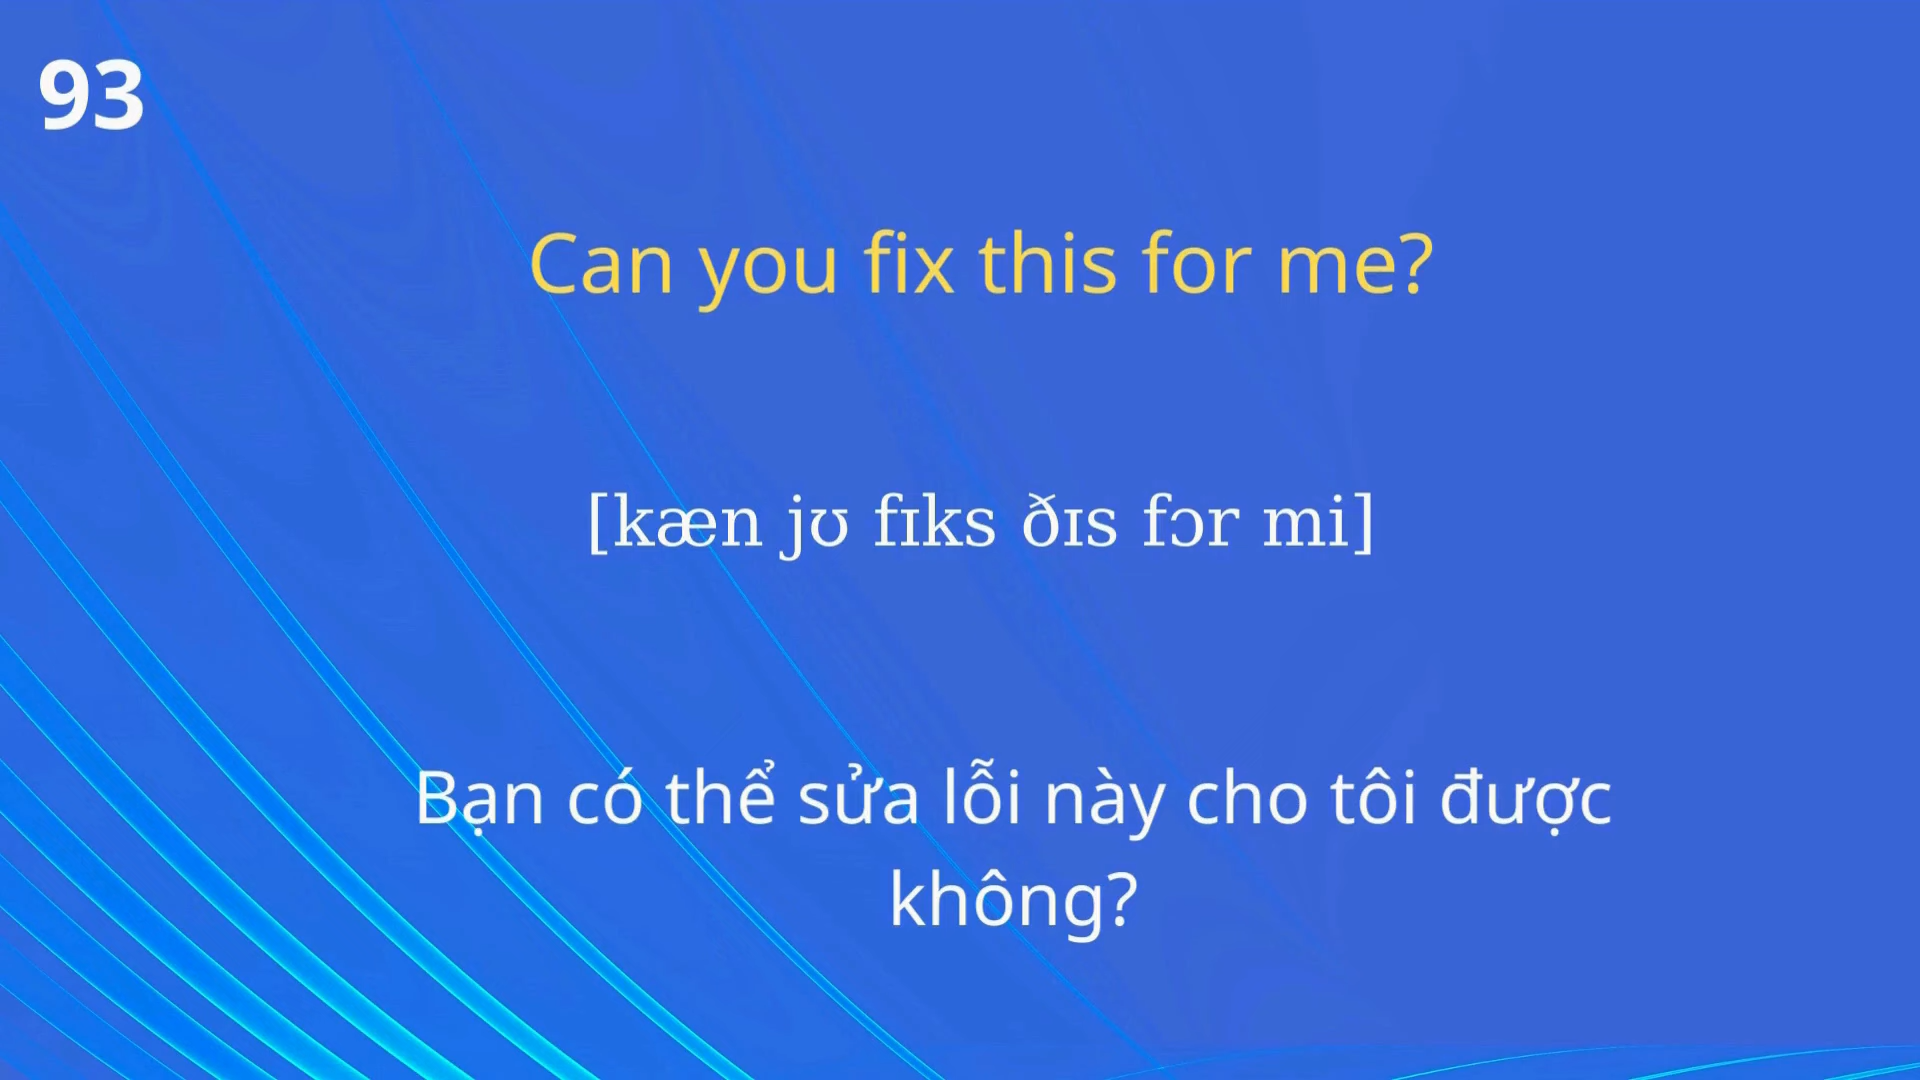 93
Can you fix this for me?
[kæn jʊ fɪks ðɪs fɔr mi]
Bạn có thể sửa lỗi này cho tôi được
không?